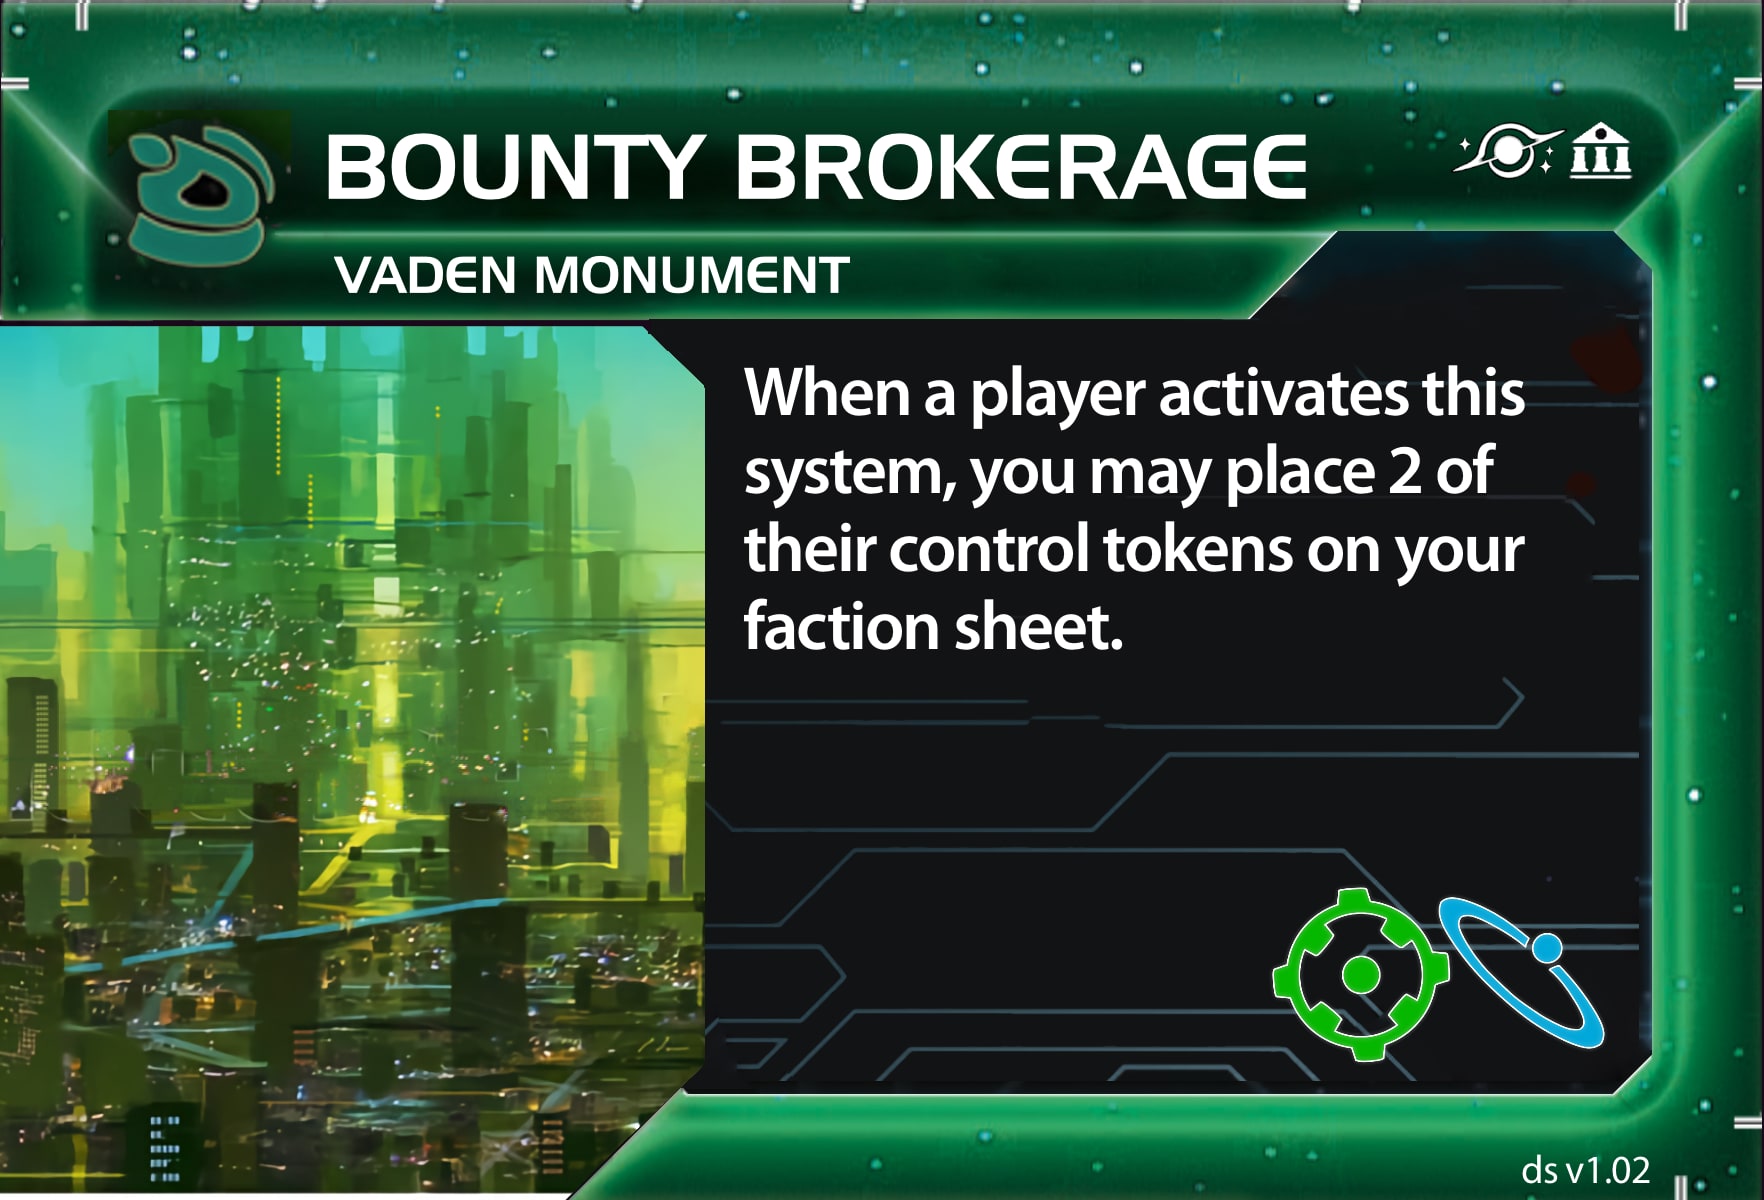 BOUNTY BROKERAGE
VADEN MONUMENT
When a player activates this
system, you may place 2 of
their control tokens on your
faction sheet.
ds v1.02